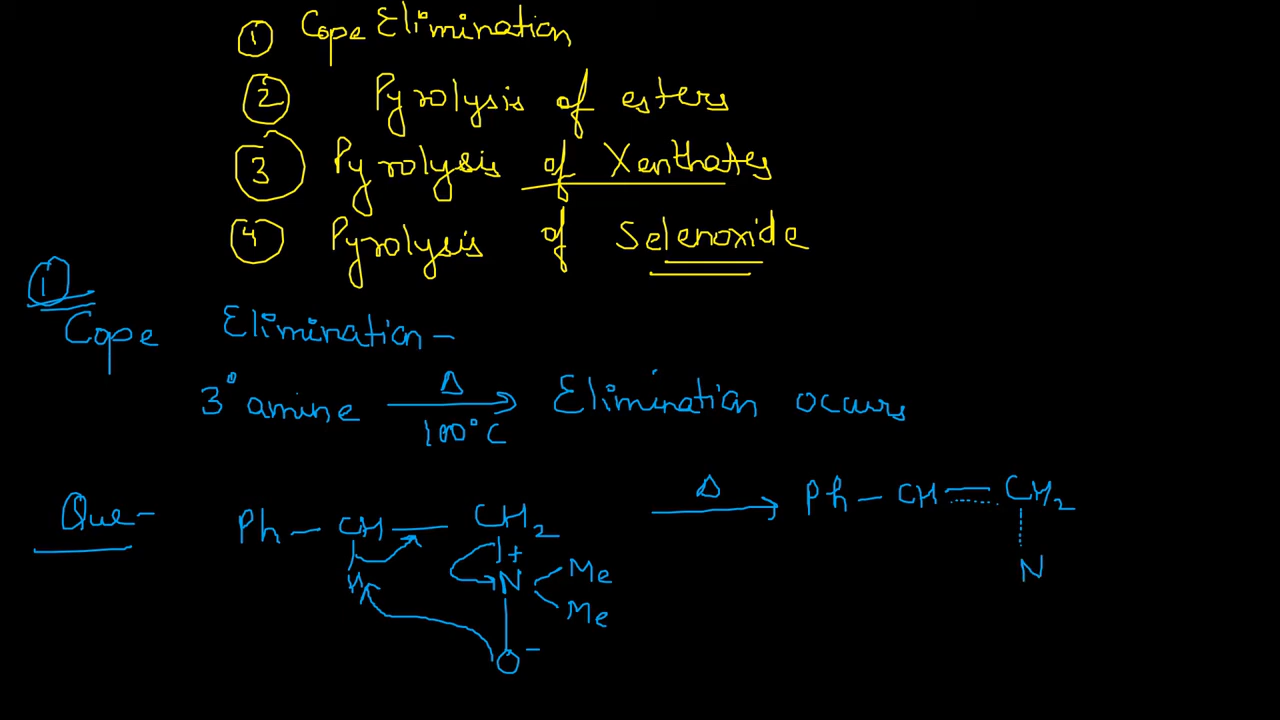 ① Cope Elimination
② Pyrolysis of esters
③ Pyrolysis of Xenthates
④ Pyrolysis of Selenoxide
①
Cope Elimination-
3° amine Δ 100°C Elimination occurs
Que- Ph-CH-CH2 Δ Ph-CH=CH2
H N+ Me N
Me
O-